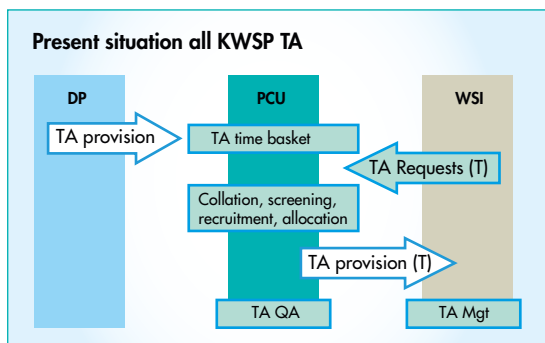 Present situation all KWSP TA
DP
PCU
WSI
TA provision
TA time basket
TA Requests (T)
Collation, screening,
recruitment, allocation
TA provision (T)
TA QA
TA Mgt